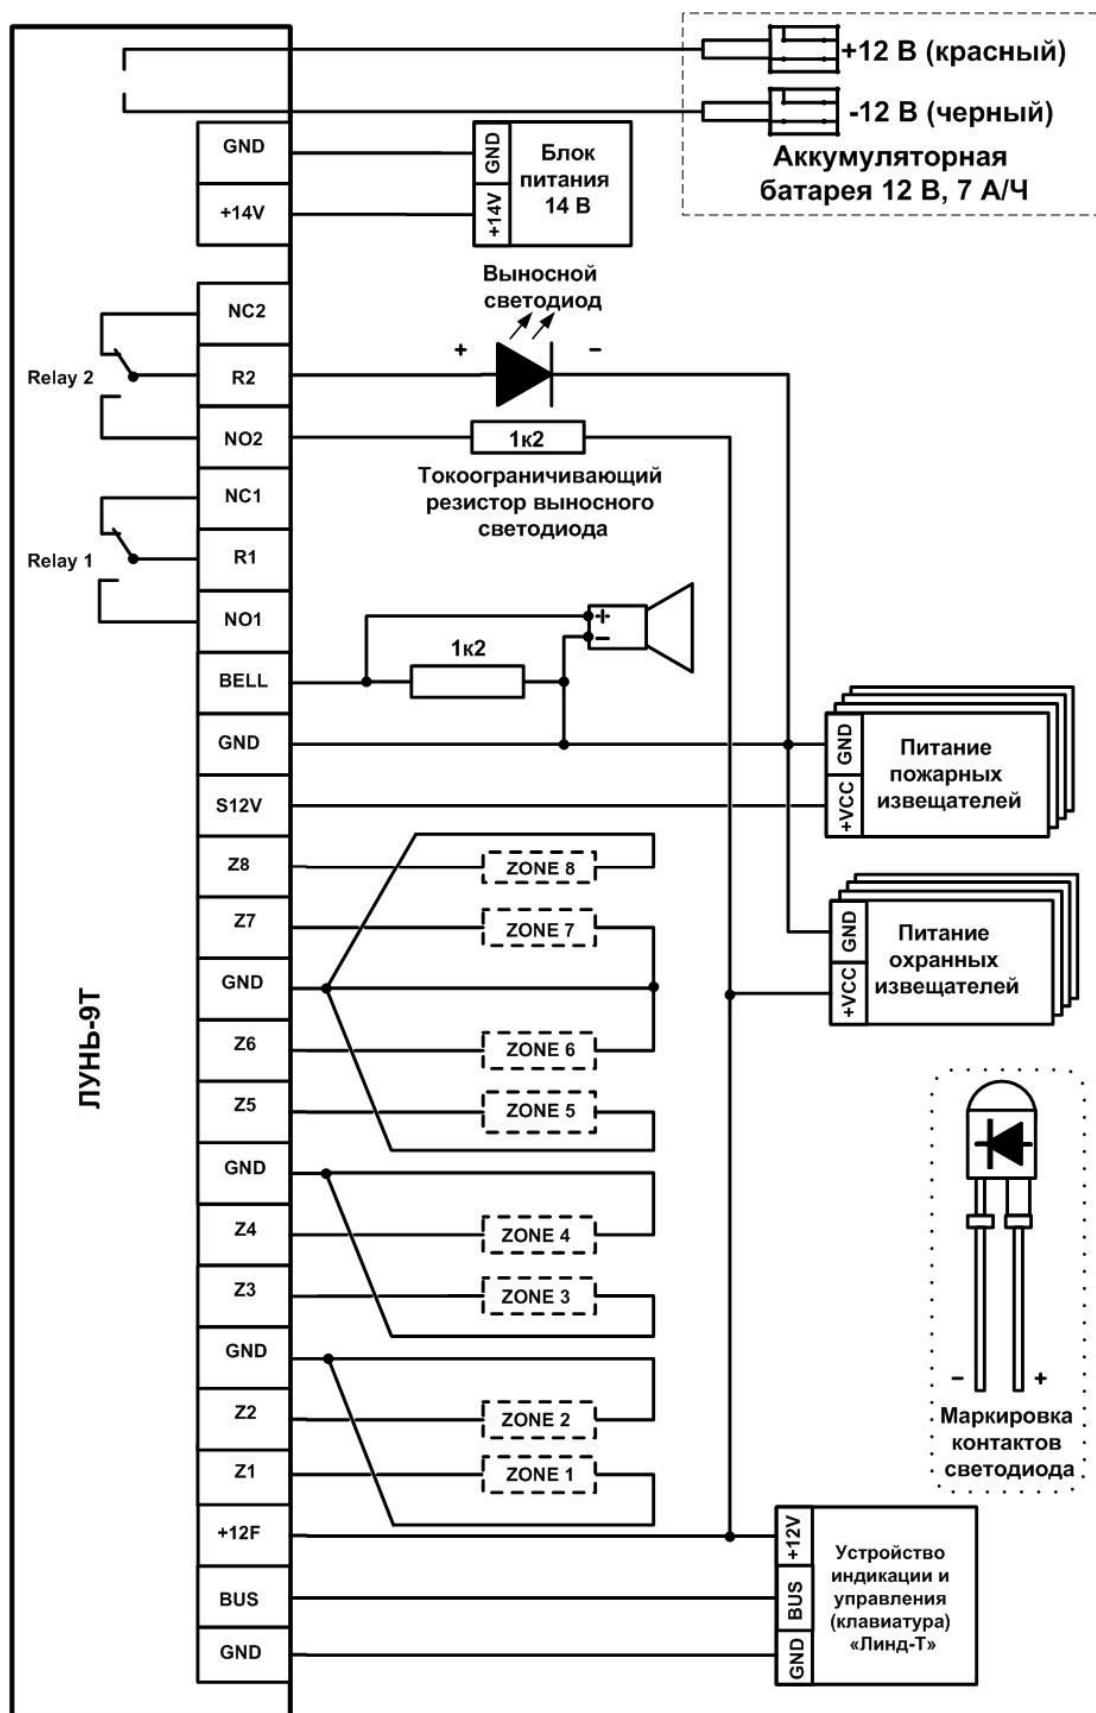 +12 В (красный)
-12 В (черный)
Аккумуляторная
батарея 12 В, 7 А/Ч
GND
+14V
GND
+14V
Блок
питания
14 В
Выносной
светодиод
+
−
NC2
Relay 2
R2
NO2
1к2
Токоограничивающий
резистор выносного
светодиода
NC1
Relay 1
R1
NO1
+
−
1к2
BELL
GND
S12V
GND
+VCC
Питание
пожарных
извещателей
Z8
ZONE 8
Z7
ZONE 7
GND
GND
+VCC
Питание
охранных
извещателей
Z6
ZONE 6
Z5
ZONE 5
ЛУНЬ-9Т
GND
Z4
ZONE 4
Z3
ZONE 3
GND
Z2
ZONE 2
Z1
ZONE 1
− +
Маркировка
контактов
светодиода
+12F
BUS
GND
+12V
BUS
GND
Устройство
индикации и
управления
(клавиатура)
«Линд-Т»